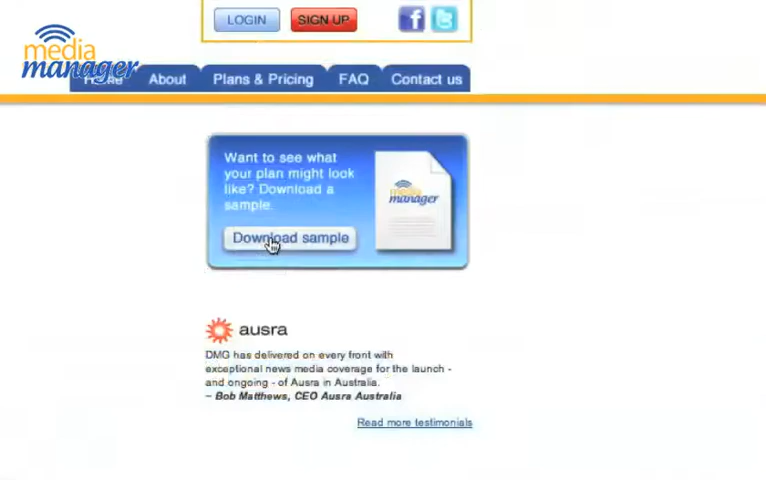 LOGIN SIGN UP
media
manager
Home About Plans & Pricing FAQ Contact us
Want to see what
your plan might look
like? Download a
sample.
media
manager
Download sample
ausra
DMG has delivered on every front with
exceptional news media coverage for the launch -
and ongoing - of Ausra in Australia.
– Bob Matthews, CEO Ausra Australia
Read more testimonials